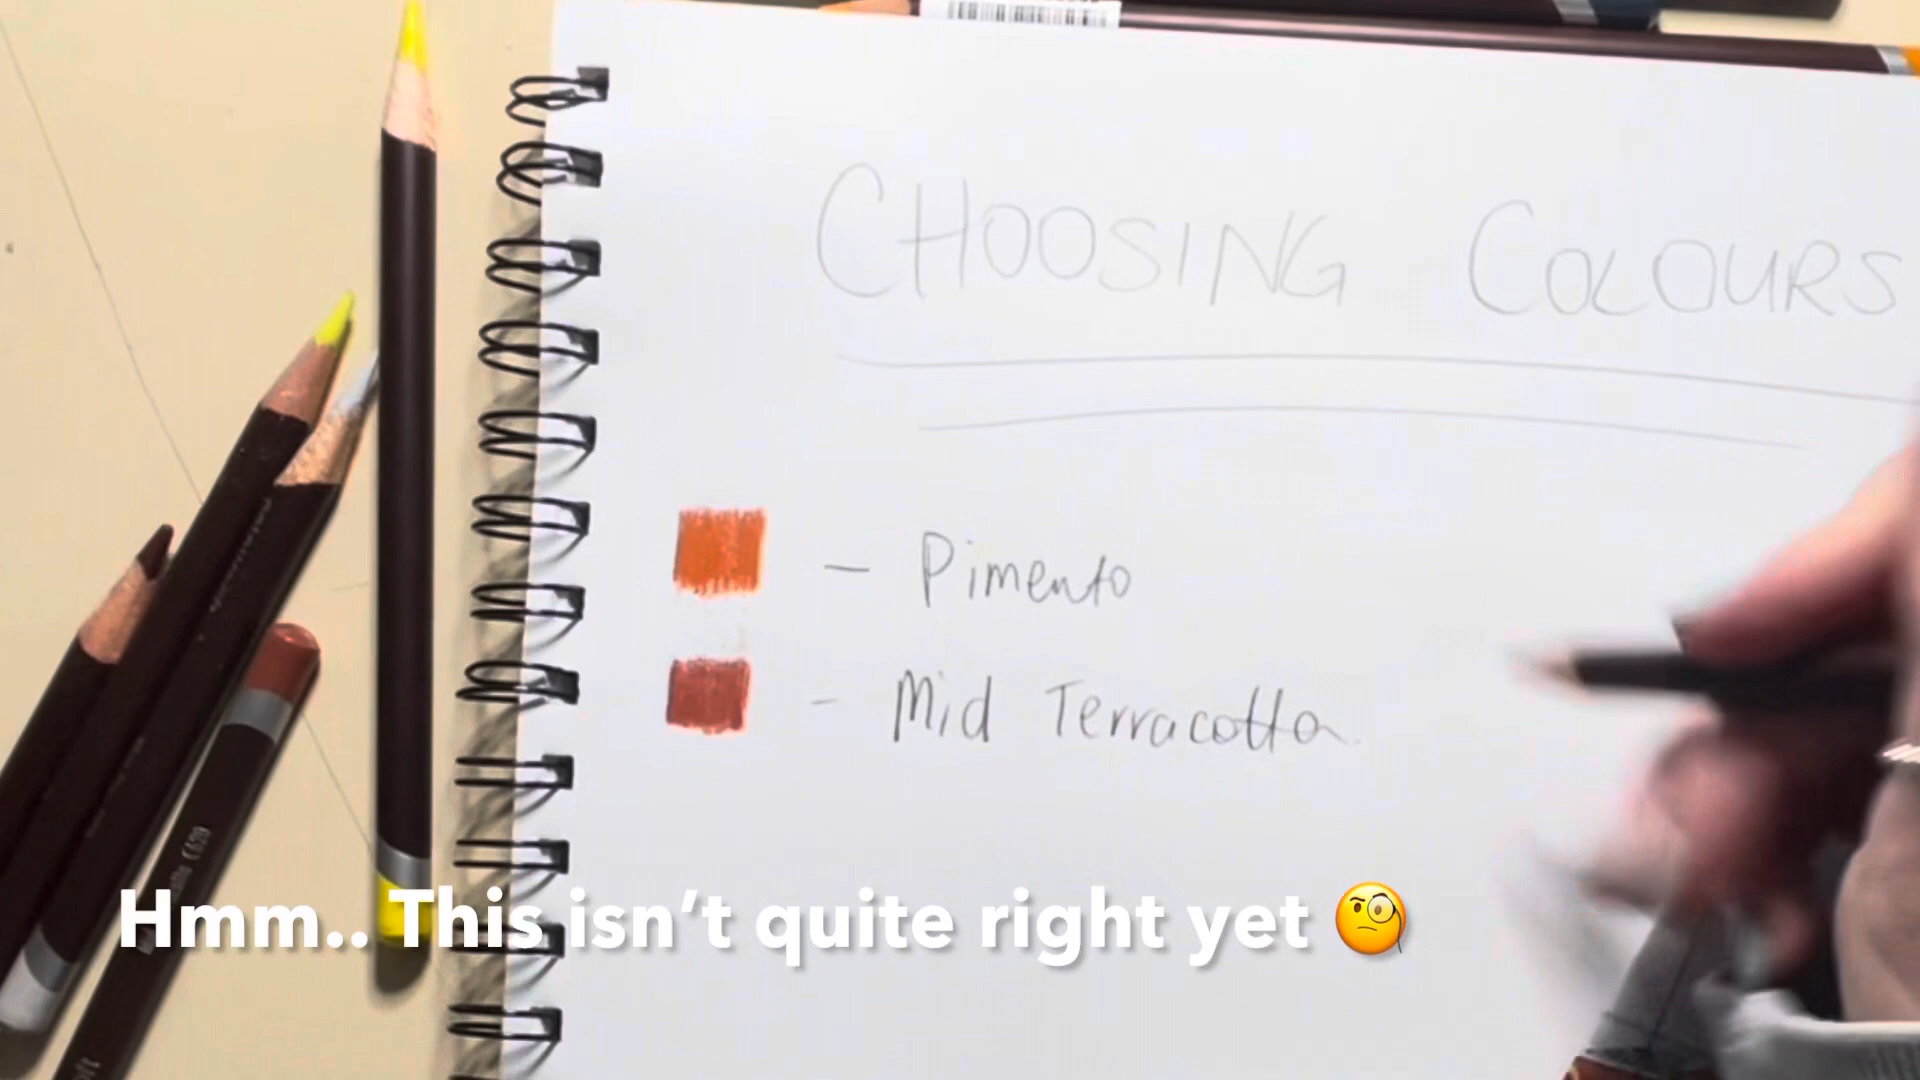 CHOOSING COLOURS
- Pimento
- Mid Terracotta
Hmm.. This isn’t quite right yet 🧐